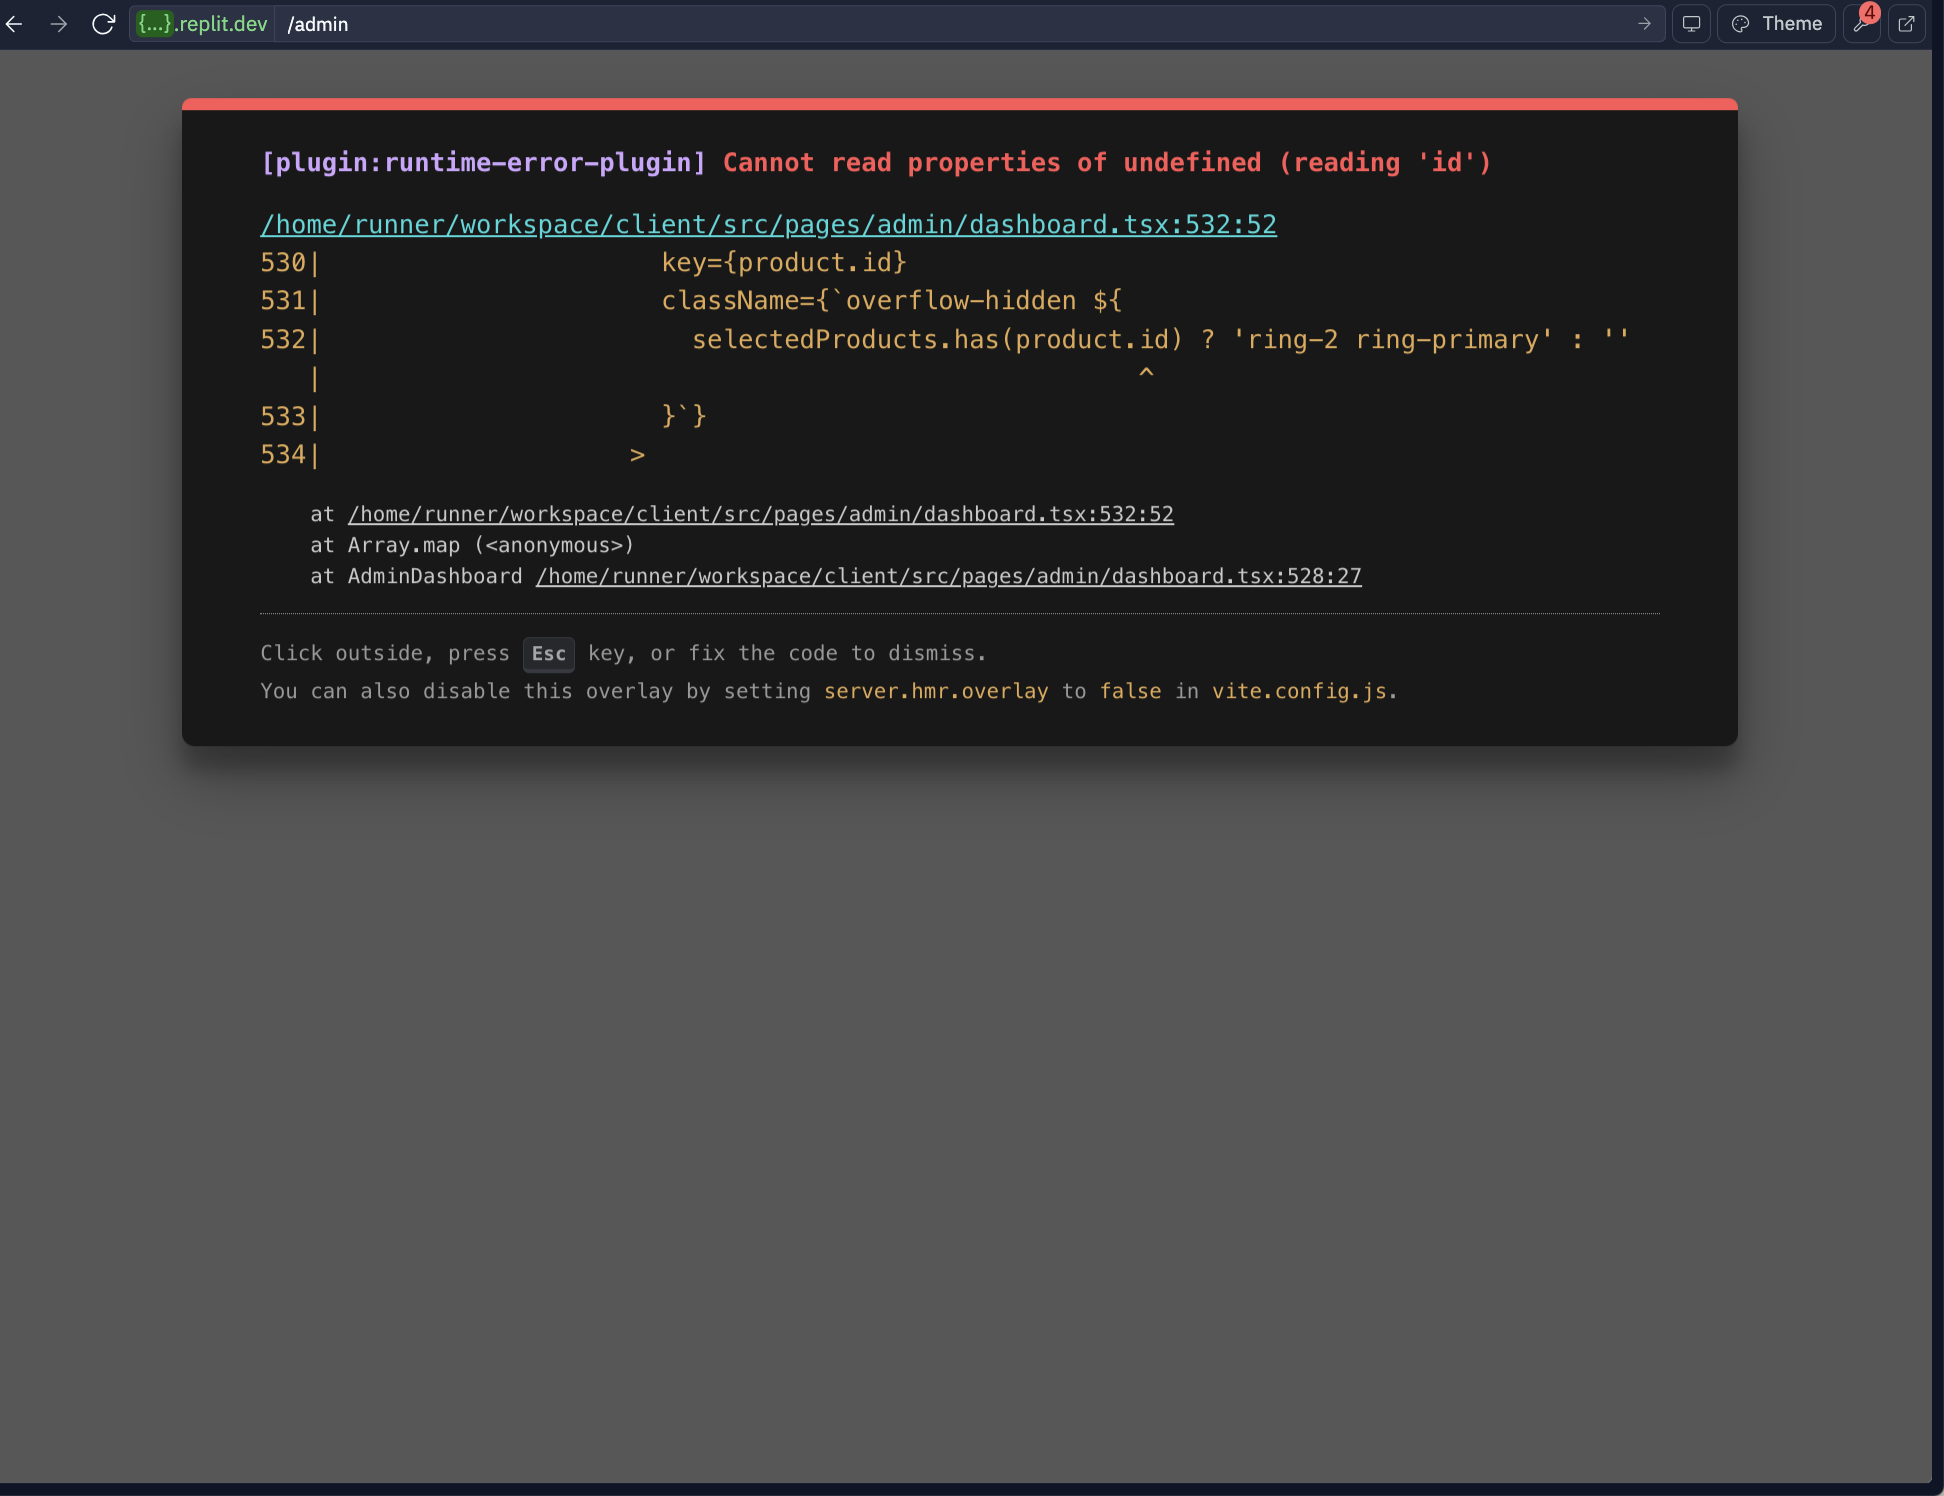 {...}.replit.dev /admin Theme 4
[plugin:runtime-error-plugin] Cannot read properties of undefined (reading 'id')
/home/runner/workspace/client/src/pages/admin/dashboard.tsx:532:52
530|                      key={product.id}
531|                      className={`overflow-hidden ${
532|                        selectedProducts.has(product.id) ? 'ring-2 ring-primary' : ''
   |                                                     ^
533|                      }`}
534|                    >
at /home/runner/workspace/client/src/pages/admin/dashboard.tsx:532:52
at Array.map (<anonymous>)
at AdminDashboard /home/runner/workspace/client/src/pages/admin/dashboard.tsx:528:27
Click outside, press Esc key, or fix the code to dismiss.
You can also disable this overlay by setting server.hmr.overlay to false in vite.config.js.